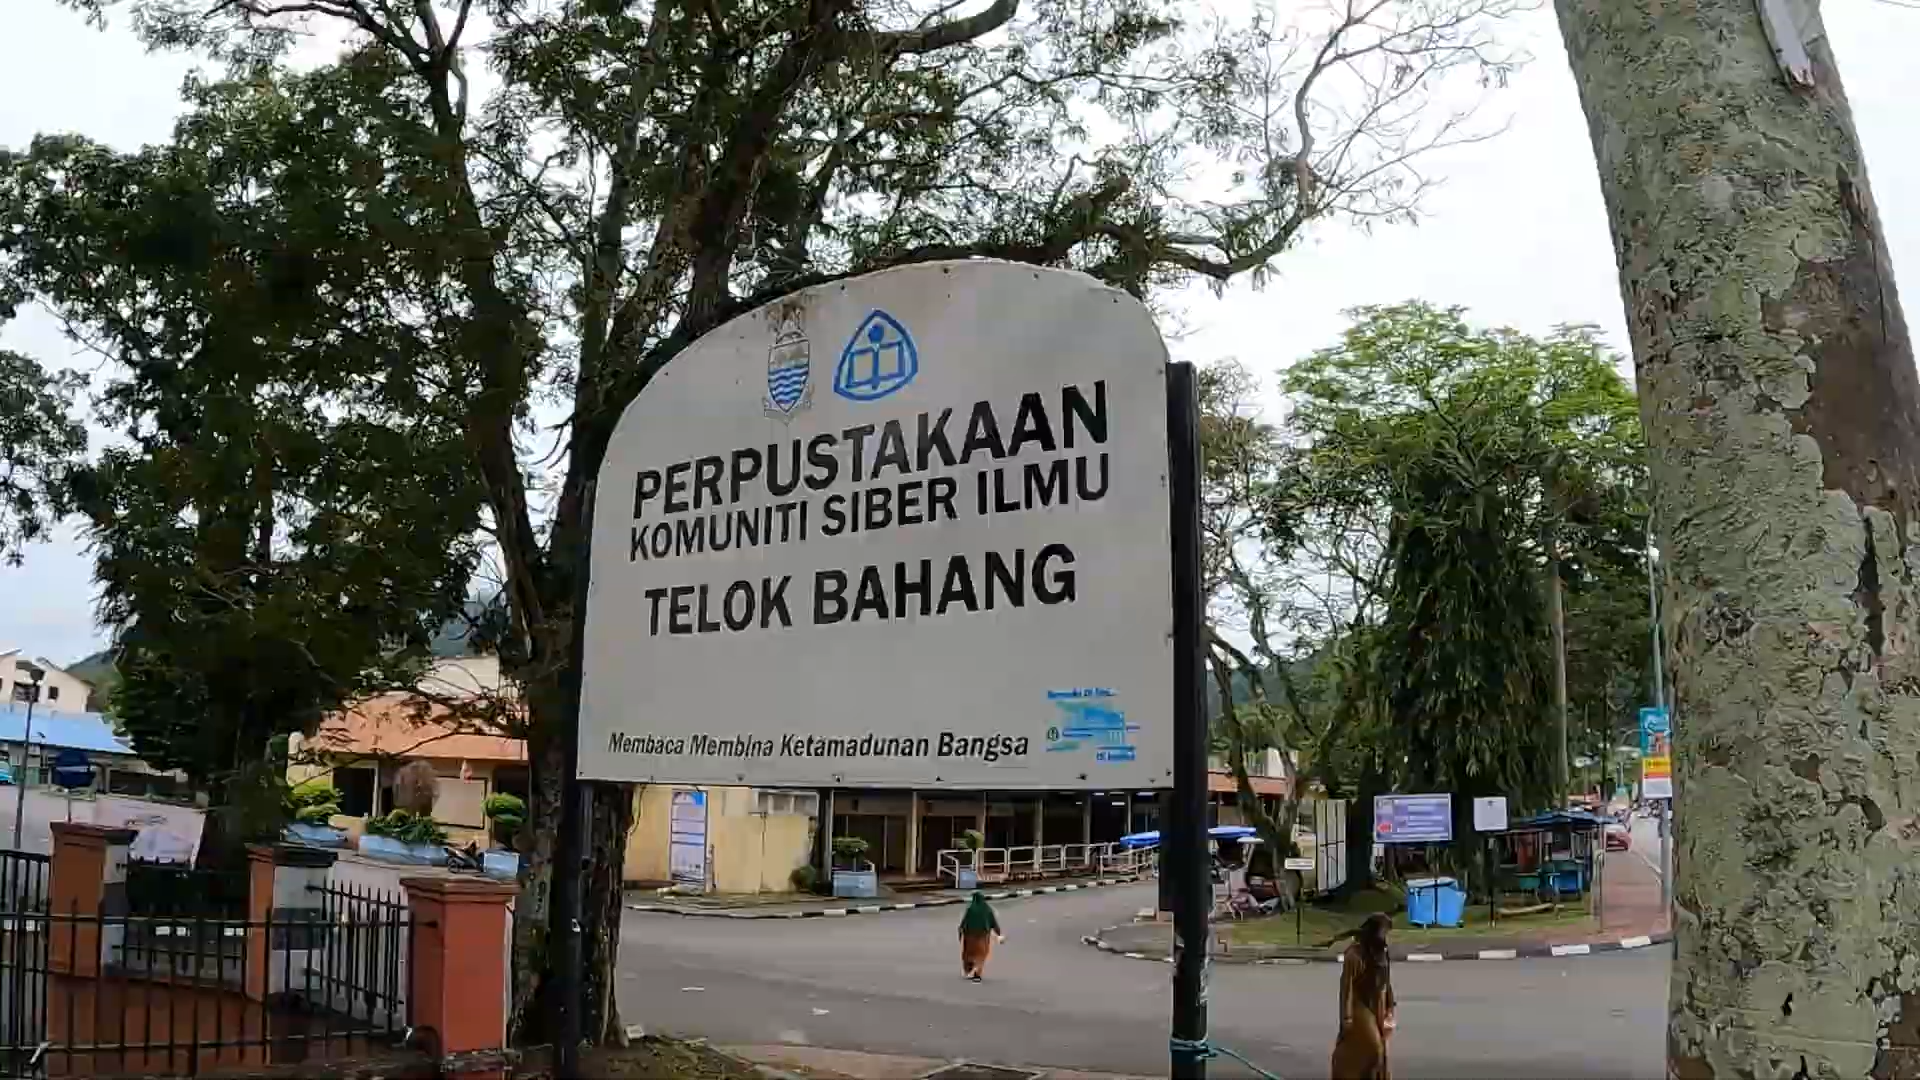 PERPUSTAKAAN
KOMUNITI SIBER ILMU
TELOK BAHANG
Membaca Membina Ketamadunan Bangsa